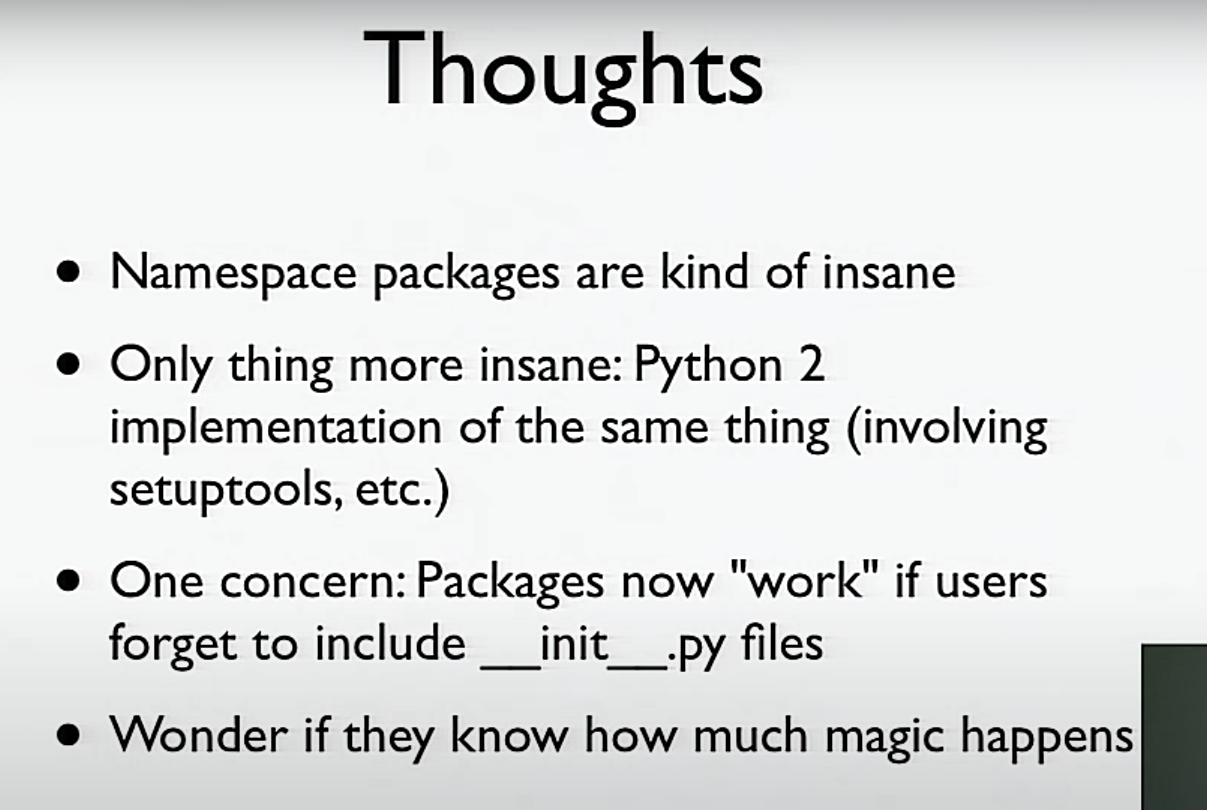 Thoughts
• Namespace packages are kind of insane
• Only thing more insane: Python 2
implementation of the same thing (involving
setuptools, etc.)
• One concern: Packages now "work" if users
forget to include __init__.py files
• Wonder if they know how much magic happens